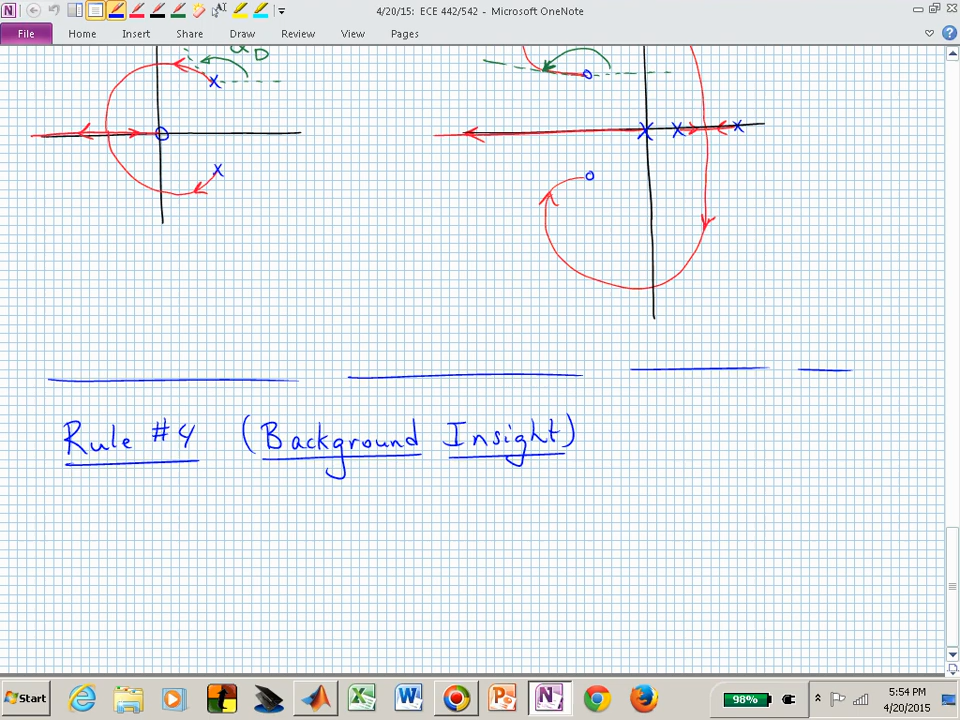 4/20/15: ECE 442/542 - Microsoft OneNote
File Home Insert Share Draw Review View Pages
D
Rule #4 (Background Insight)
Start
98%
5:54 PM
4/20/2015